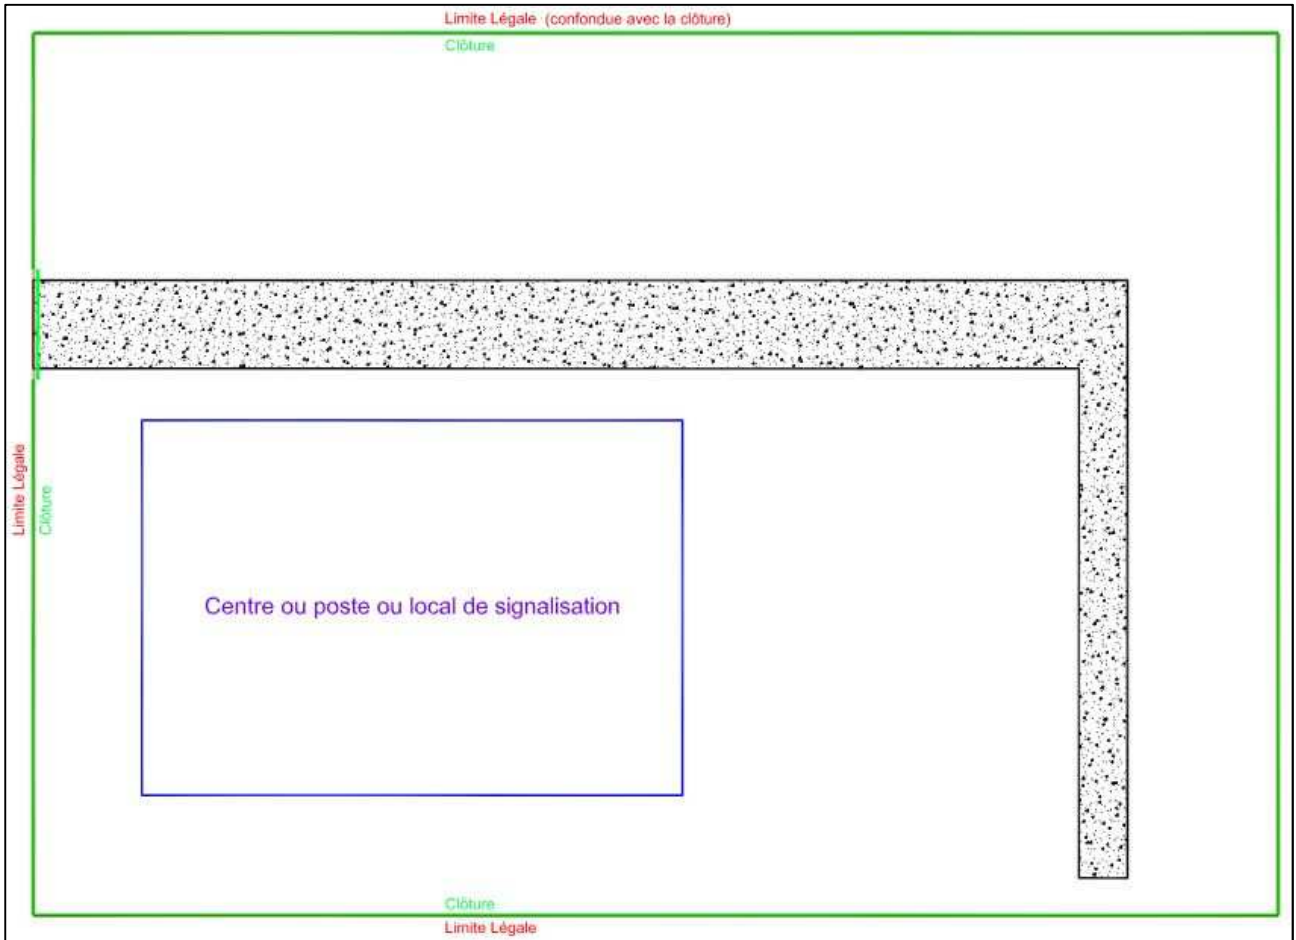 Limite Légale (confondue avec la clôture)
Clôture
Limite Légale
Clôture
Centre ou poste ou local de signalisation
Clôture
Limite Légale